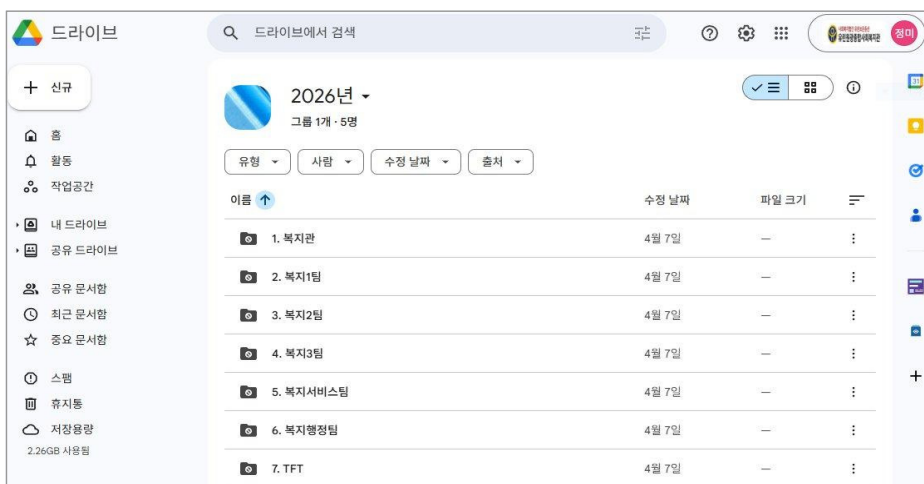 드라이브
드라이브에서 검색
정미
신규
홈
활동
작업공간
내 드라이브
공유 드라이브
공유 문서함
최근 문서함
중요 문서함
스팸
휴지통
저장용량
2.26GB 사용됨
2026년
그룹 1개 · 5명
유형
사람
수정 날짜
출처
이름
수정 날짜
파일 크기
1. 복지관
4월 7일
—
2. 복지1팀
4월 7일
—
3. 복지2팀
4월 7일
—
4. 복지3팀
4월 7일
—
5. 복지서비스팀
4월 7일
—
6. 복지행정팀
4월 7일
—
7. TFT
4월 7일
—
31